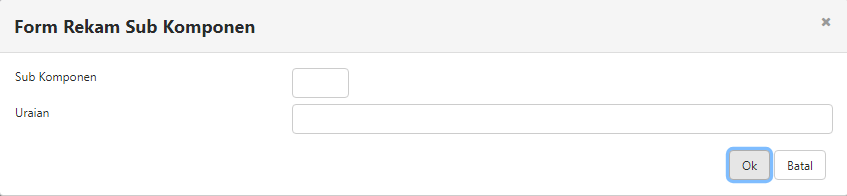 Form Rekam Sub Komponen ×
Sub Komponen
Uraian
Ok Batal